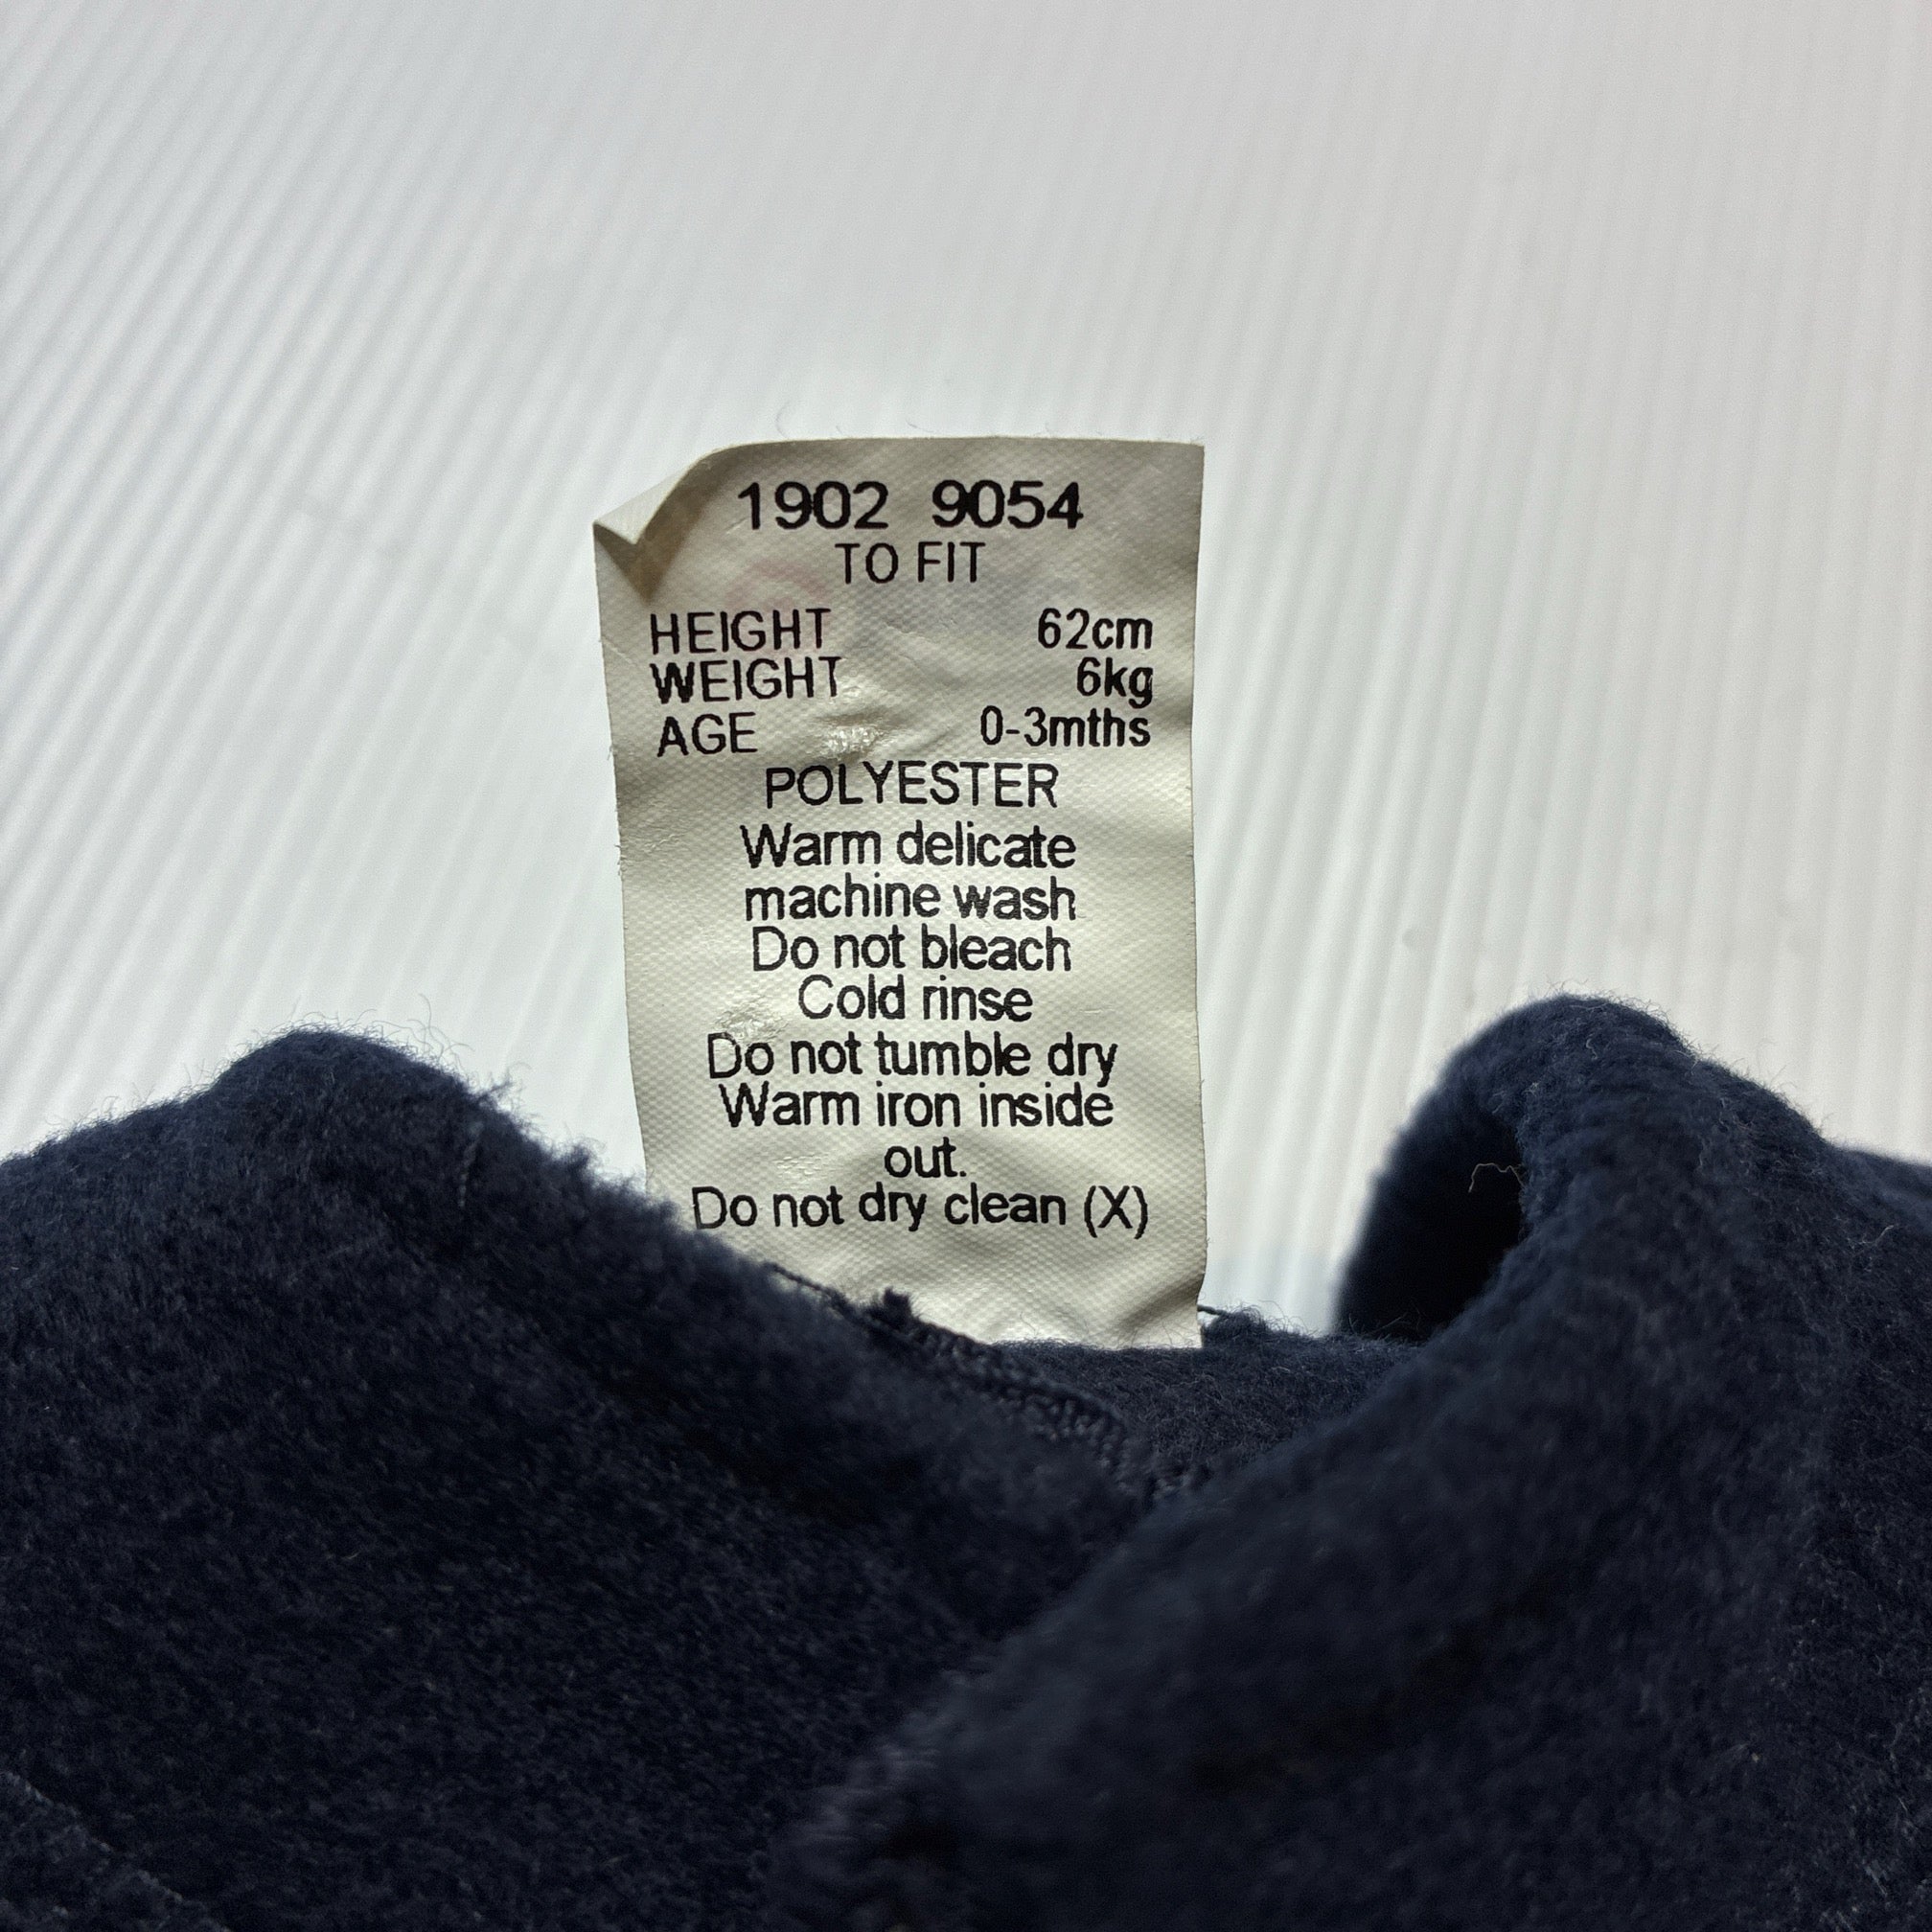 1902 9054
TO FIT
HEIGHT 62cm
WEIGHT 6kg
AGE 0-3mths
POLYESTER
Warm delicate
machine wash
Do not bleach
Cold rinse
Do not tumble dry
Warm iron inside
out.
Do not dry clean (X)